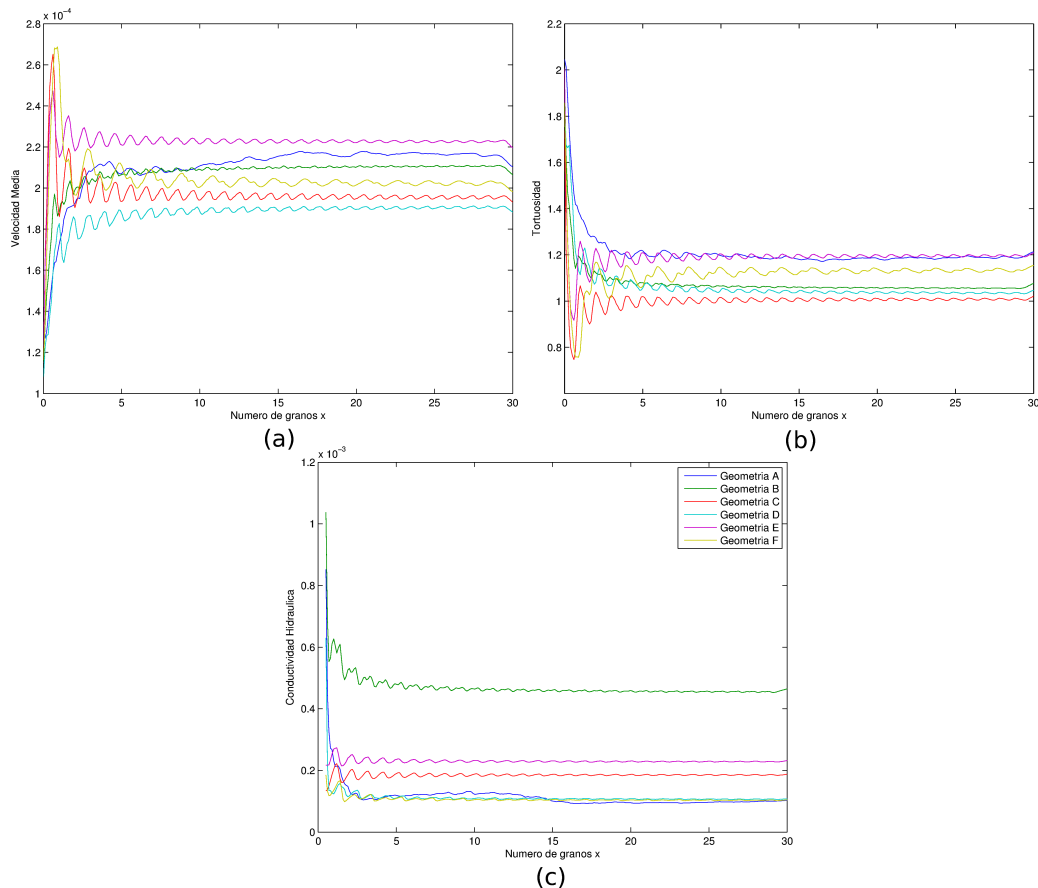 x 10⁻⁴
2.8
2.6
2.4
2.2
2
1.8
1.6
1.4
1.2
1
Velocidad Media
0 5 10 15 20 25 30
Numero de granos x
(a)
2.2
2
1.8
1.6
1.4
1.2
1
0.8
Tortuosidad
0 5 10 15 20 25 30
Numero de granos x
(b)
x 10⁻³
1.2
1
0.8
0.6
0.4
0.2
0
Conductividad Hidraulica
Geometria A
Geometria B
Geometria C
Geometria D
Geometria E
Geometria F
0 5 10 15 20 25 30
Numero de granos x
(c)